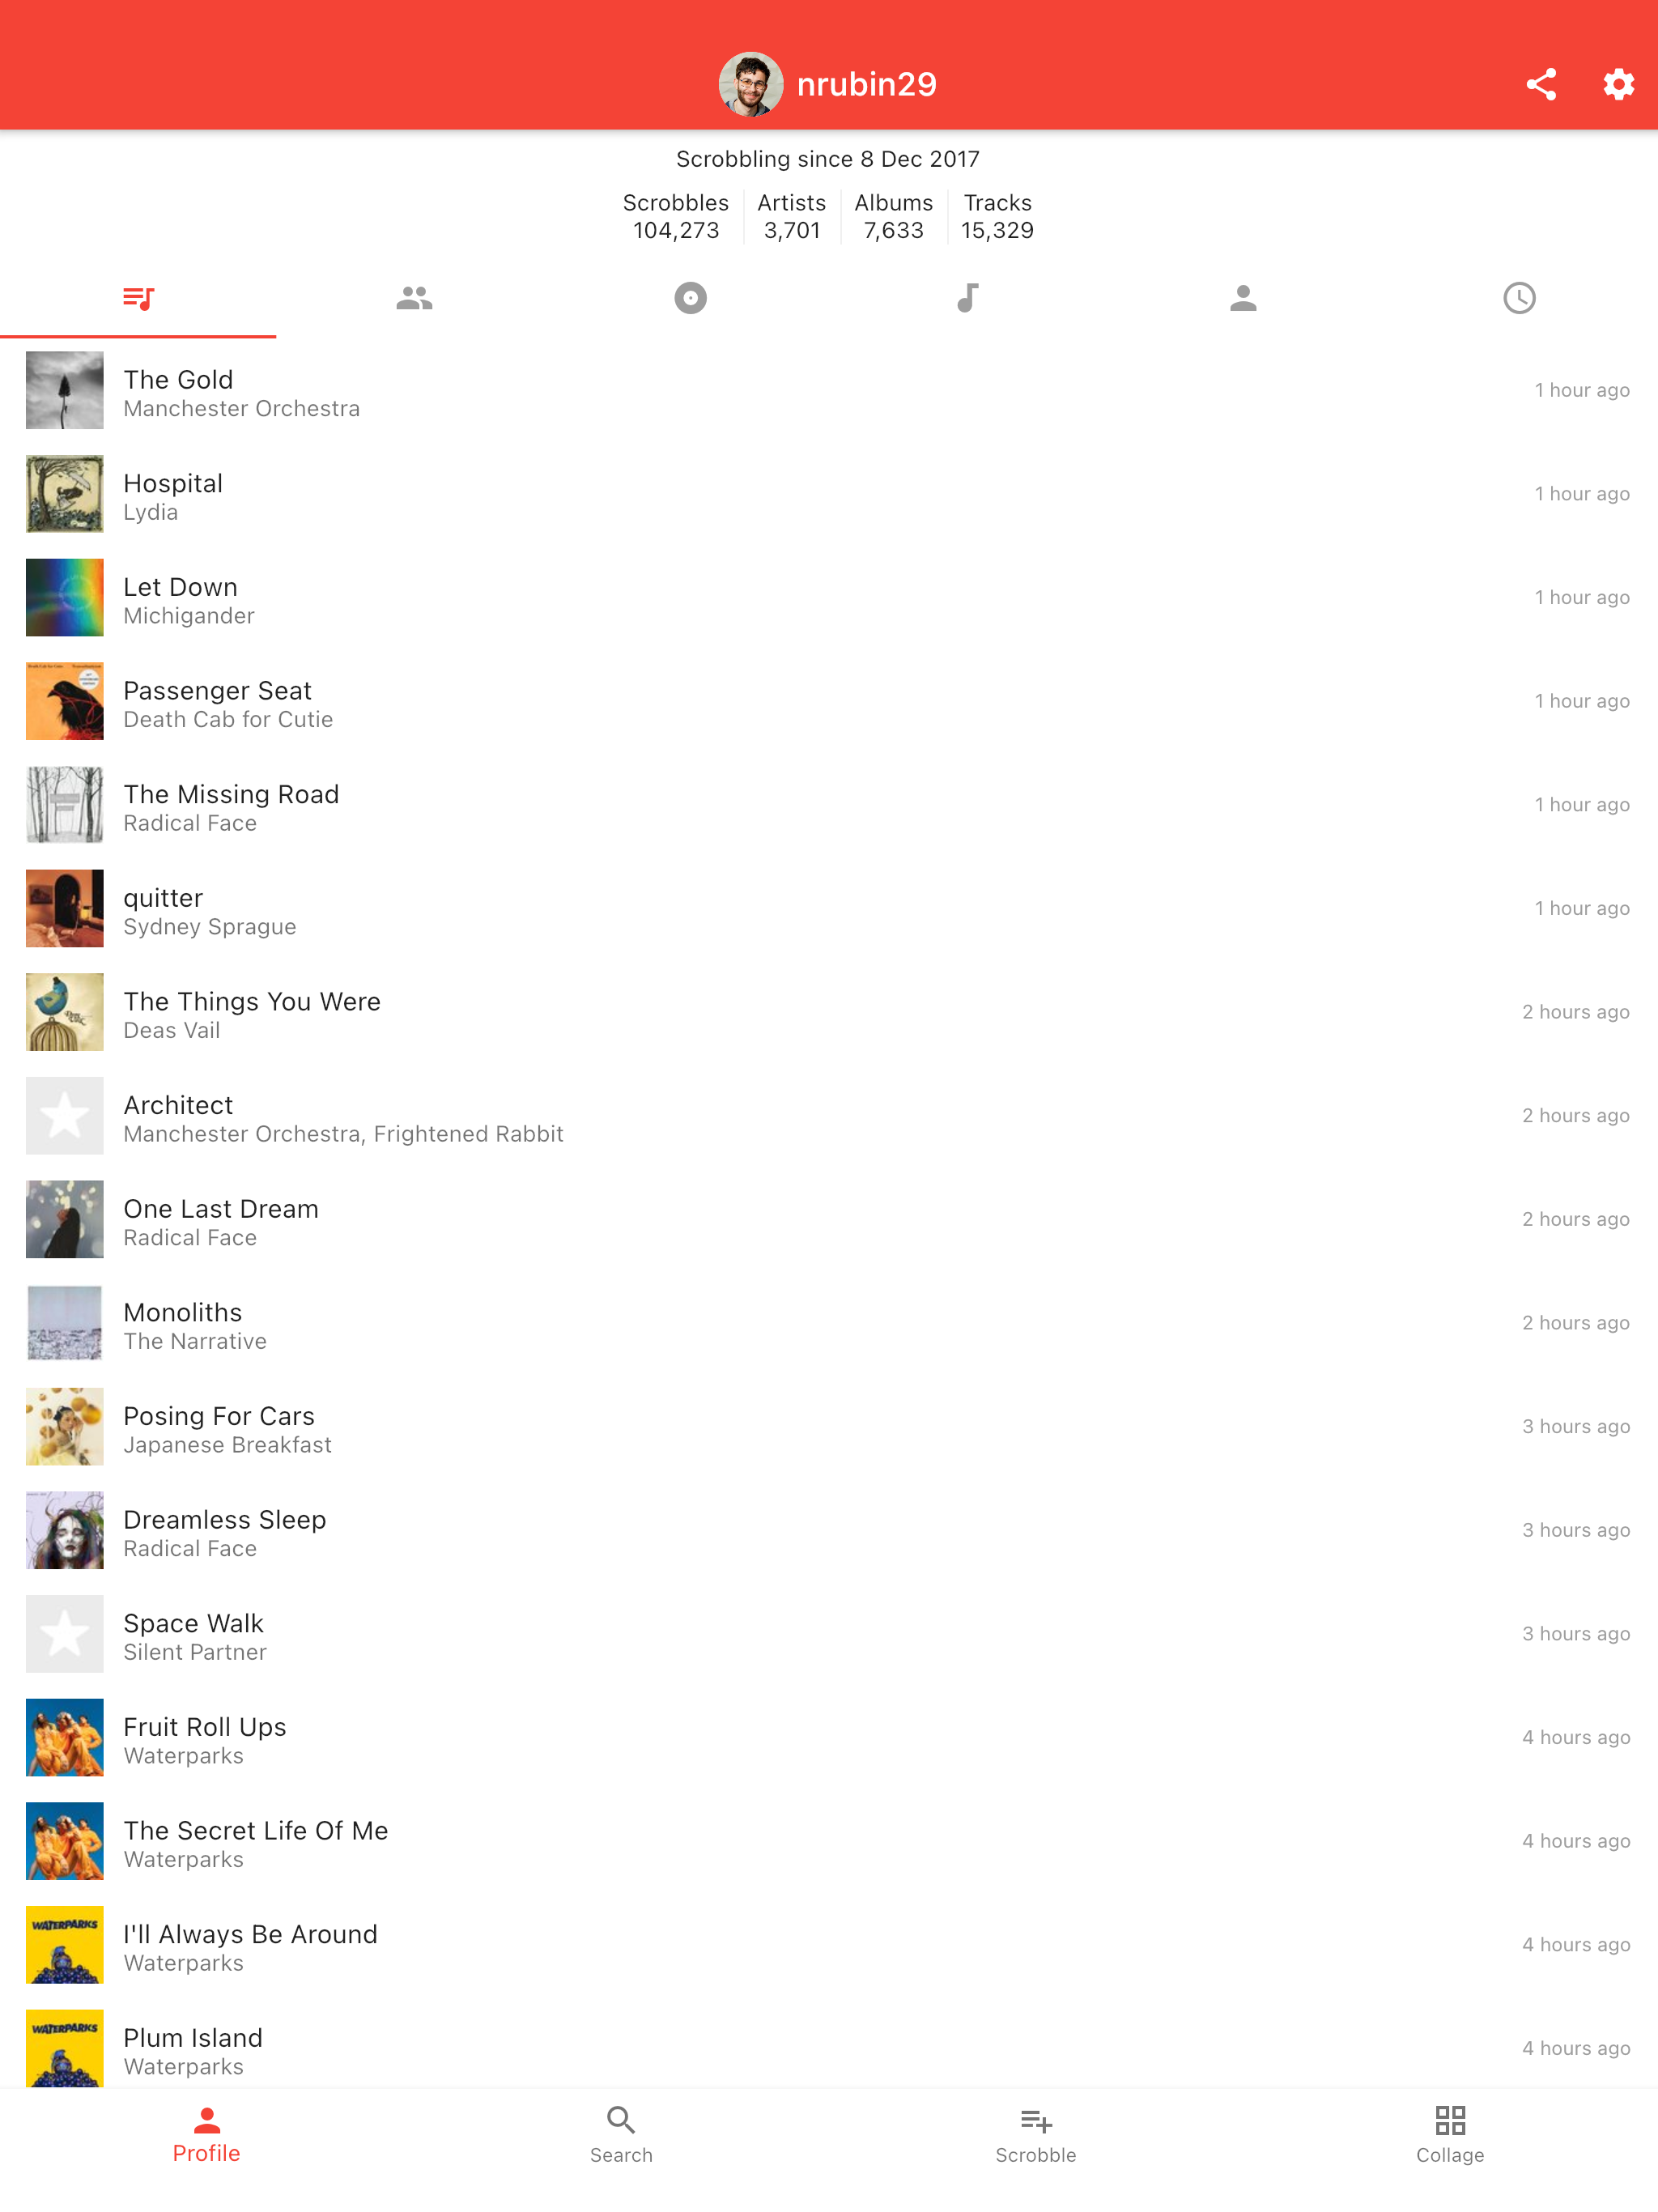 nrubin29
Scrobbling since 8 Dec 2017
Scrobbles Artists Albums Tracks
104,273 3,701 7,633 15,329
The Gold
Manchester Orchestra
1 hour ago
Hospital
Lydia
1 hour ago
Let Down
Michigander
1 hour ago
Passenger Seat
Death Cab for Cutie
1 hour ago
The Missing Road
Radical Face
1 hour ago
quitter
Sydney Sprague
1 hour ago
The Things You Were
Deas Vail
2 hours ago
Architect
Manchester Orchestra, Frightened Rabbit
2 hours ago
One Last Dream
Radical Face
2 hours ago
Monoliths
The Narrative
2 hours ago
Posing For Cars
Japanese Breakfast
3 hours ago
Dreamless Sleep
Radical Face
3 hours ago
Space Walk
Silent Partner
3 hours ago
Fruit Roll Ups
Waterparks
4 hours ago
The Secret Life Of Me
Waterparks
4 hours ago
WATERPARKS
I'll Always Be Around
Waterparks
4 hours ago
WATERPARKS
Plum Island
Waterparks
4 hours ago
Profile Search Scrobble Collage